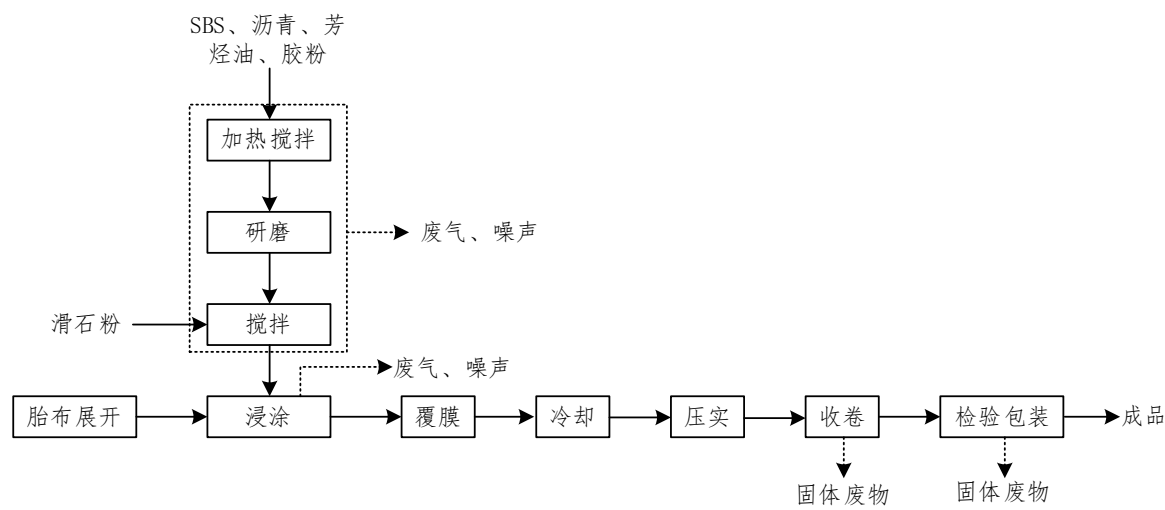 SBS、沥青、芳
烃油、胶粉
加热搅拌
研磨
废气、噪声
滑石粉
搅拌
废气、噪声
胎布展开
浸涂
覆膜
冷却
压实
收卷
检验包装
成品
固体废物
固体废物